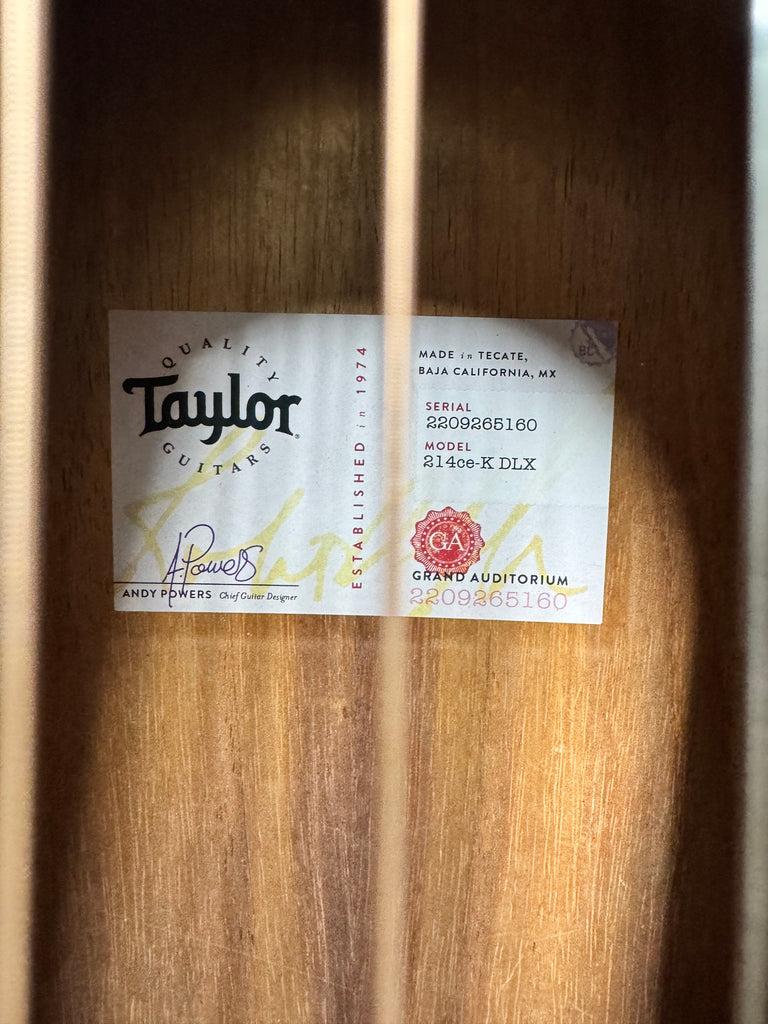 QUALITY
Taylor
GUITARS
A. Powers
ANDY POWERS Chief Guitar Designer
ESTABLISHED in 1974
MADE in TECATE,
BAJA CALIFORNIA, MX
SERIAL
2209265160
MODEL
214ce-K DLX
GA
GRAND AUDITORIUM
2209265160